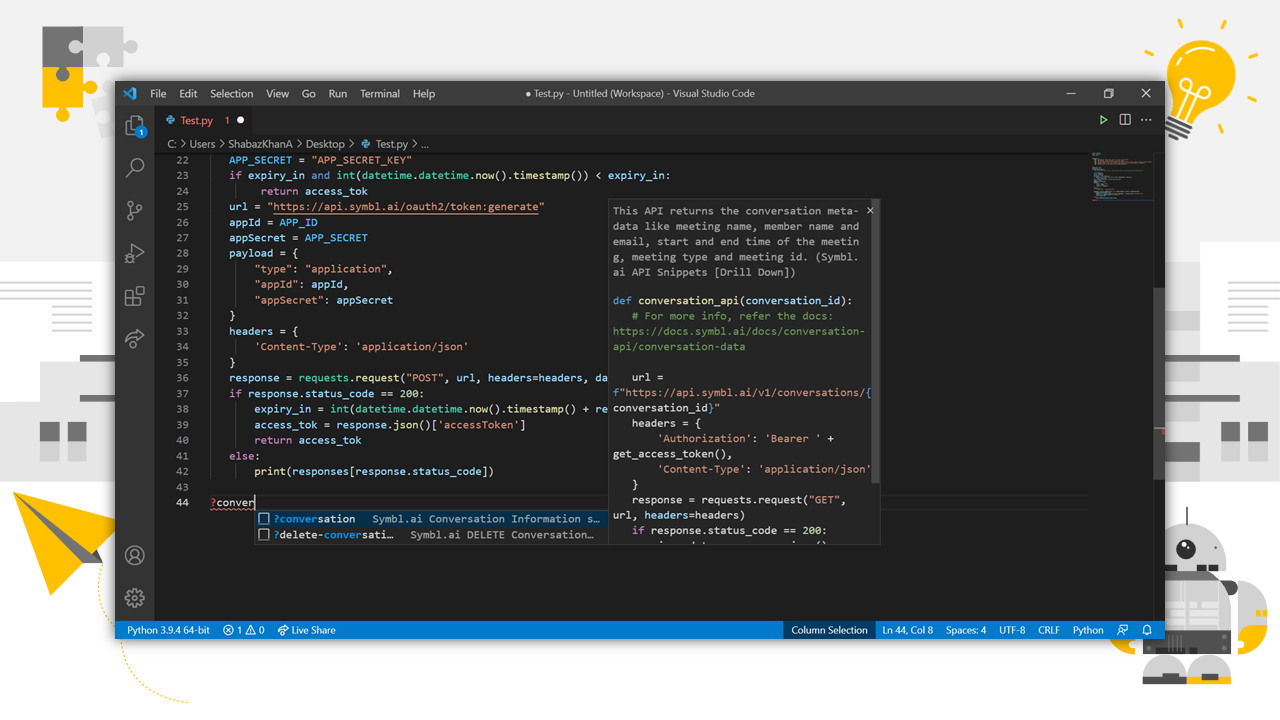 File Edit Selection View Go Run Terminal Help
● Test.py - Untitled (Workspace) - Visual Studio Code
1
Test.py 1 ●
C: > Users > ShabazKhanA > Desktop > Test.py > ...
22 APP_SECRET = "APP_SECRET_KEY"
23 if expiry_in and int(datetime.datetime.now().timestamp()) < expiry_in:
24 return access_tok
25 url = "https://api.symbl.ai/oauth2/token:generate"
26 appId = APP_ID
27 appSecret = APP_SECRET
28 payload = {
29 "type": "application",
30 "appId": appId,
31 "appSecret": appSecret
32 }
33 headers = {
34 'Content-Type': 'application/json'
35 }
36 response = requests.request("POST", url, headers=headers, da
37 if response.status_code == 200:
38 expiry_in = int(datetime.datetime.now().timestamp() + re
39 access_tok = response.json()['accessToken']
40 return access_tok
41 else:
42 print(responses[response.status_code])
43
44 ?conver
?conversation Symbl.ai Conversation Information s…
?delete-conversati… Symbl.ai DELETE Conversation…
This API returns the conversation meta-
data like meeting name, member name and
email, start and end time of the meetin
g, meeting type and meeting id. (Symbl.
ai API Snippets [Drill Down])
def conversation_api(conversation_id):
# For more info, refer the docs:
https://docs.symbl.ai/docs/conversation-
api/conversation-data
url =
f"https://api.symbl.ai/v1/conversations/{
conversation_id}"
headers = {
'Authorization': 'Bearer ' +
get_access_token(),
'Content-Type': 'application/json'
}
response = requests.request("GET",
url, headers=headers)
if response.status_code == 200:
Python 3.9.4 64-bit 1 0 Live Share
Column Selection Ln 44, Col 8 Spaces: 4 UTF-8 CRLF Python